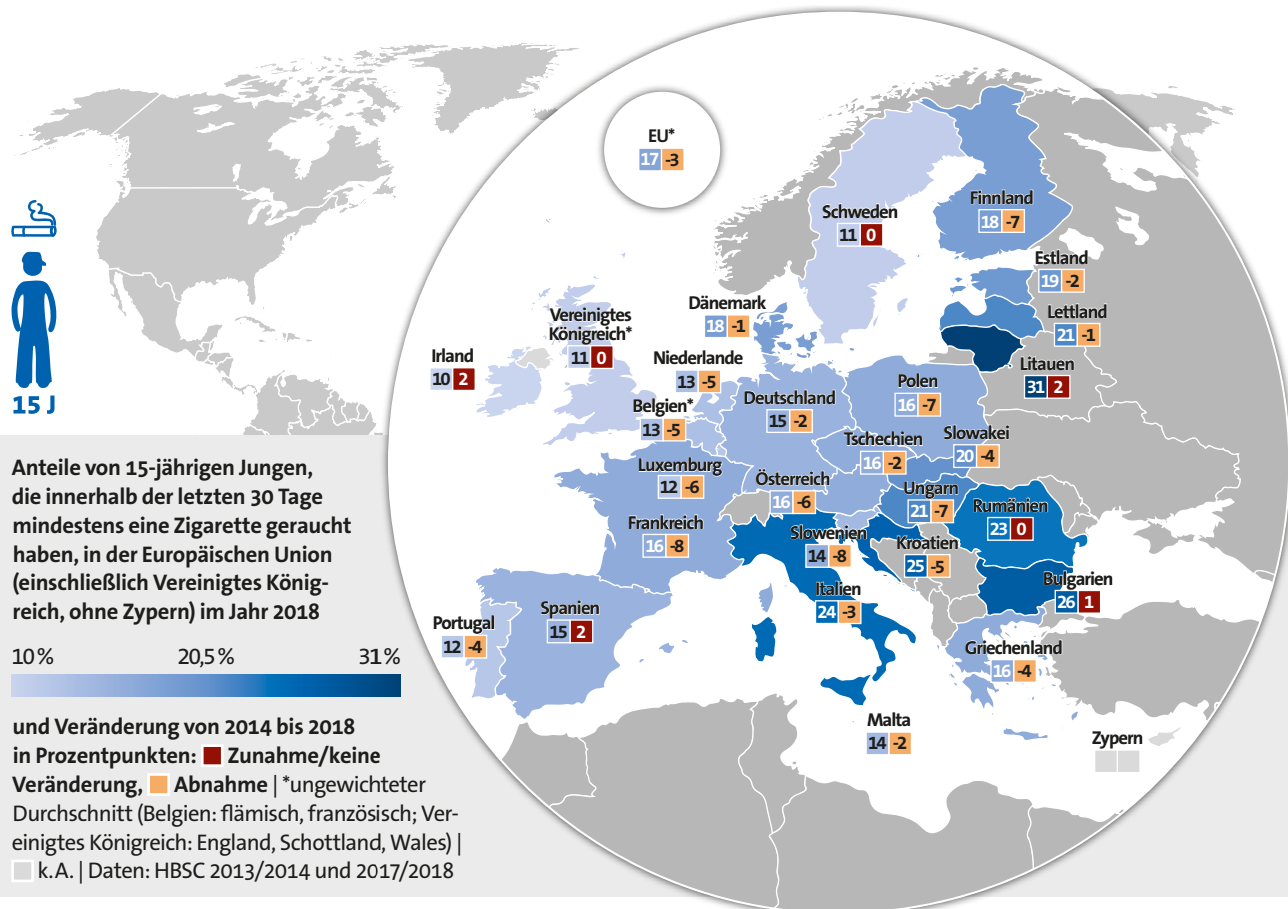 15 J
Anteile von 15-jährigen Jungen,
die innerhalb der letzten 30 Tage
mindestens eine Zigarette geraucht
haben, in der Europäischen Union
(einschließlich Vereinigtes König-
reich, ohne Zypern) im Jahr 2018
10 % 20,5 % 31 %
und Veränderung von 2014 bis 2018
in Prozentpunkten: Zunahme/keine
Veränderung, Abnahme | *ungewichteter
Durchschnitt (Belgien: flämisch, französisch; Ver-
einigtes Königreich: England, Schottland, Wales) |
k.A. | Daten: HBSC 2013/2014 und 2017/2018
EU*
17 -3
Schweden
11 0
Finnland
18 -7
Estland
19 -2
Dänemark
18 -1
Lettland
21 -1
Vereinigtes
Königreich*
11 0
Irland
10 2
Niederlande
13 -5
Litauen
31 2
Polen
16 -7
Deutschland
15 -2
Belgien*
13 -5
Tschechien
16 -2
Slowakei
20 -4
Luxemburg
12 -6
Österreich
16 -6
Ungarn
21 -7
Rumänien
23 0
Frankreich
16 -8
Slowenien
14 -8
Kroatien
25 -5
Bulgarien
26 1
Italien
24 -3
Spanien
15 2
Portugal
12 -4
Griechenland
16 -4
Malta
14 -2
Zypern